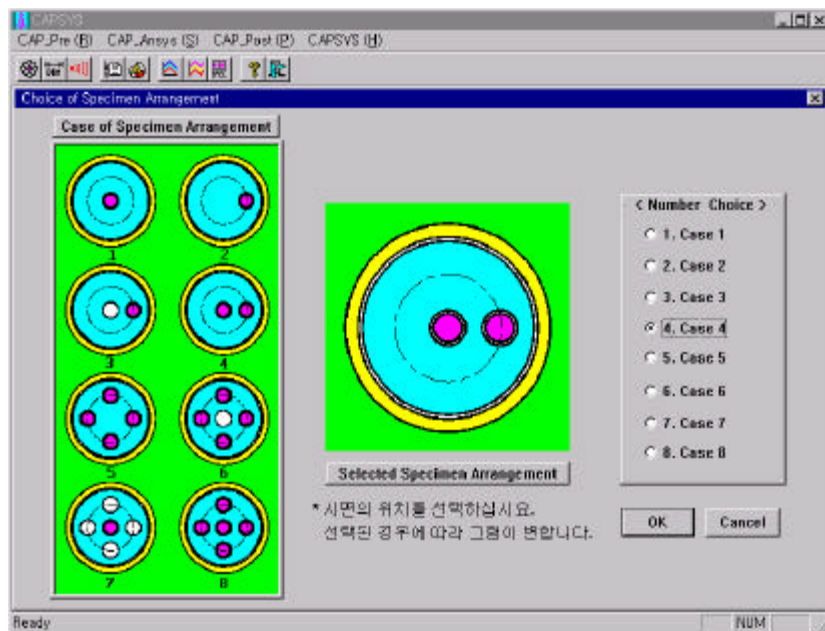 CAPSYS
CAP_Pre (R) CAP_Ansys (S) CAP_Post (P) CAPSYS (H)
Choice of Specimen Arrangement
Case of Specimen Arrangement
1 2
3 4
5 6
7 8
Selected Specimen Arrangement
* 시편의 위치를 선택하십시요.
선택된 경우에 따라 그림이 변합니다.
< Number Choice >
1. Case 1
2. Case 2
3. Case 3
4. Case 4
5. Case 5
6. Case 6
7. Case 7
8. Case 8
OK Cancel
Ready NUM